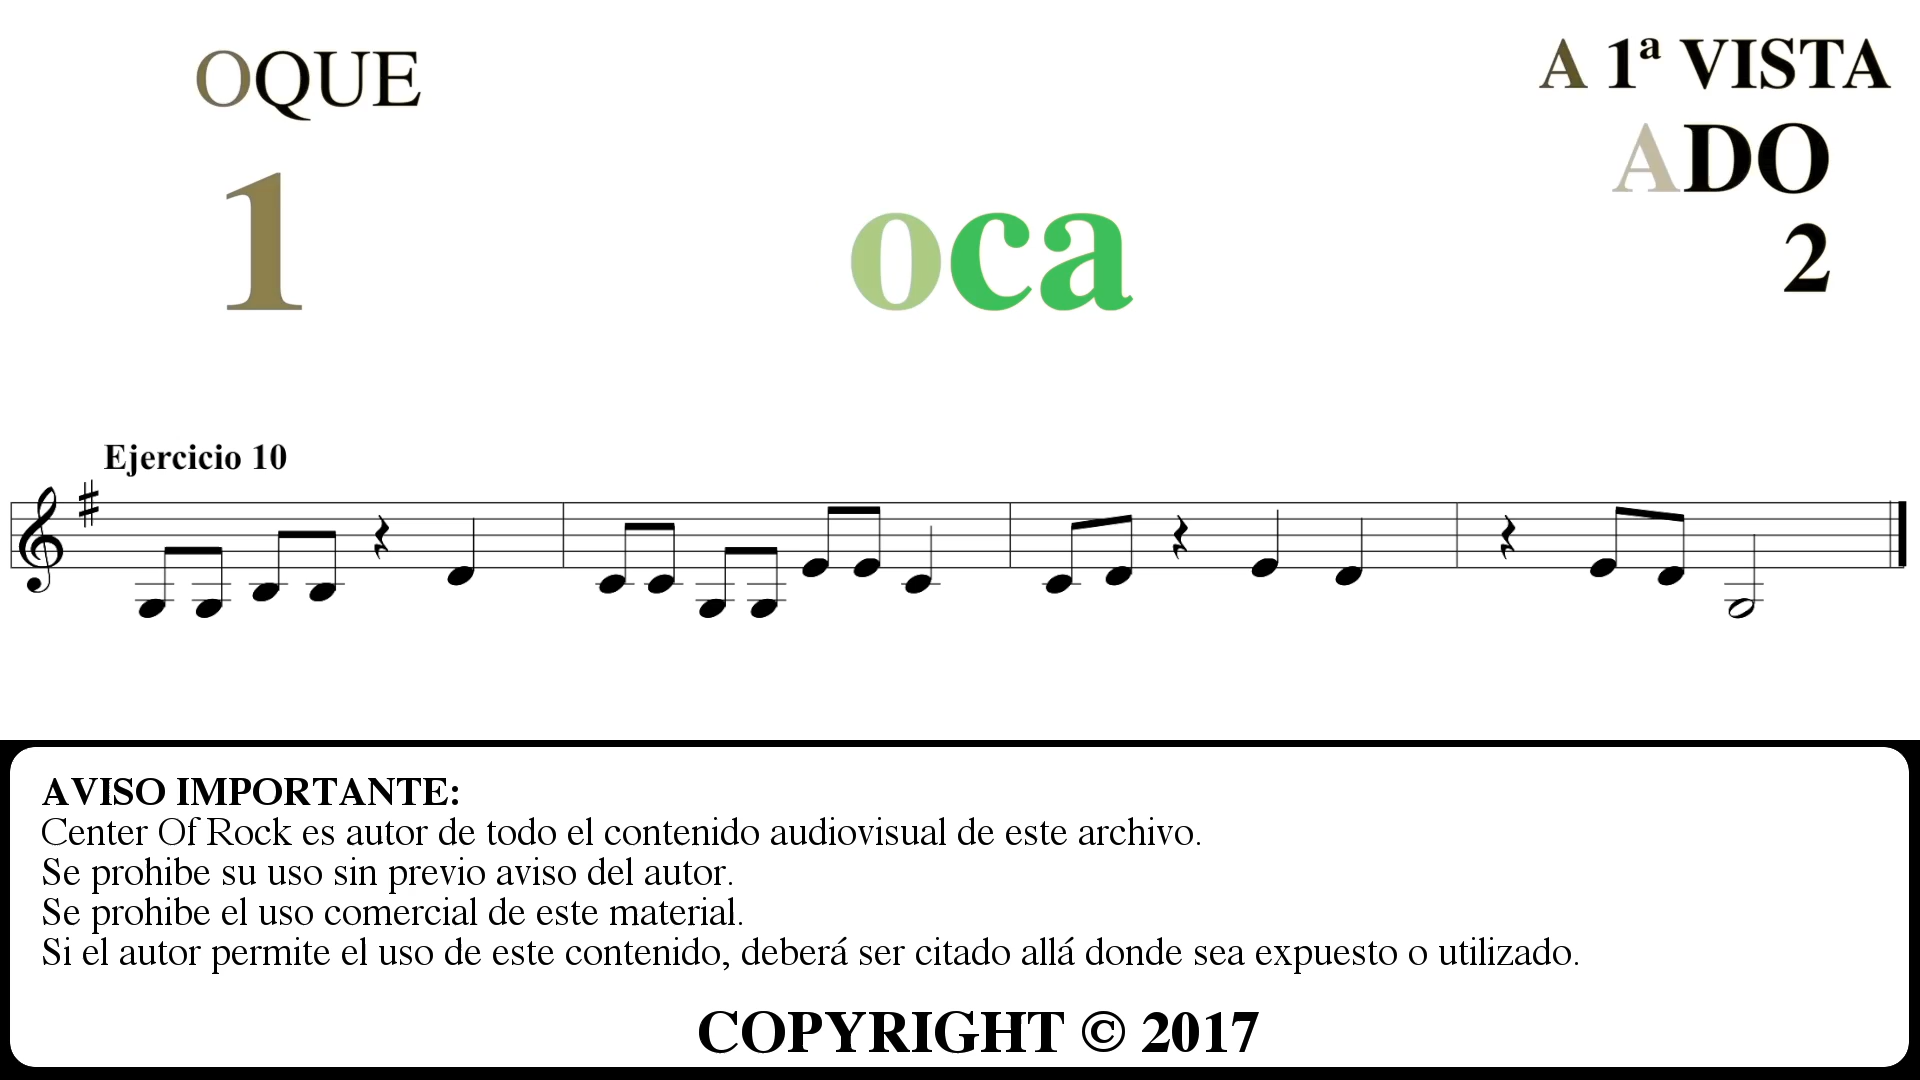 OQUE
A 1ª VISTA
ADO
1
oca
2
Ejercicio 10
AVISO IMPORTANTE:
Center Of Rock es autor de todo el contenido audiovisual de este archivo.
Se prohibe su uso sin previo aviso del autor.
Se prohibe el uso comercial de este material.
Si el autor permite el uso de este contenido, deberá ser citado allá donde sea expuesto o utilizado.
COPYRIGHT © 2017